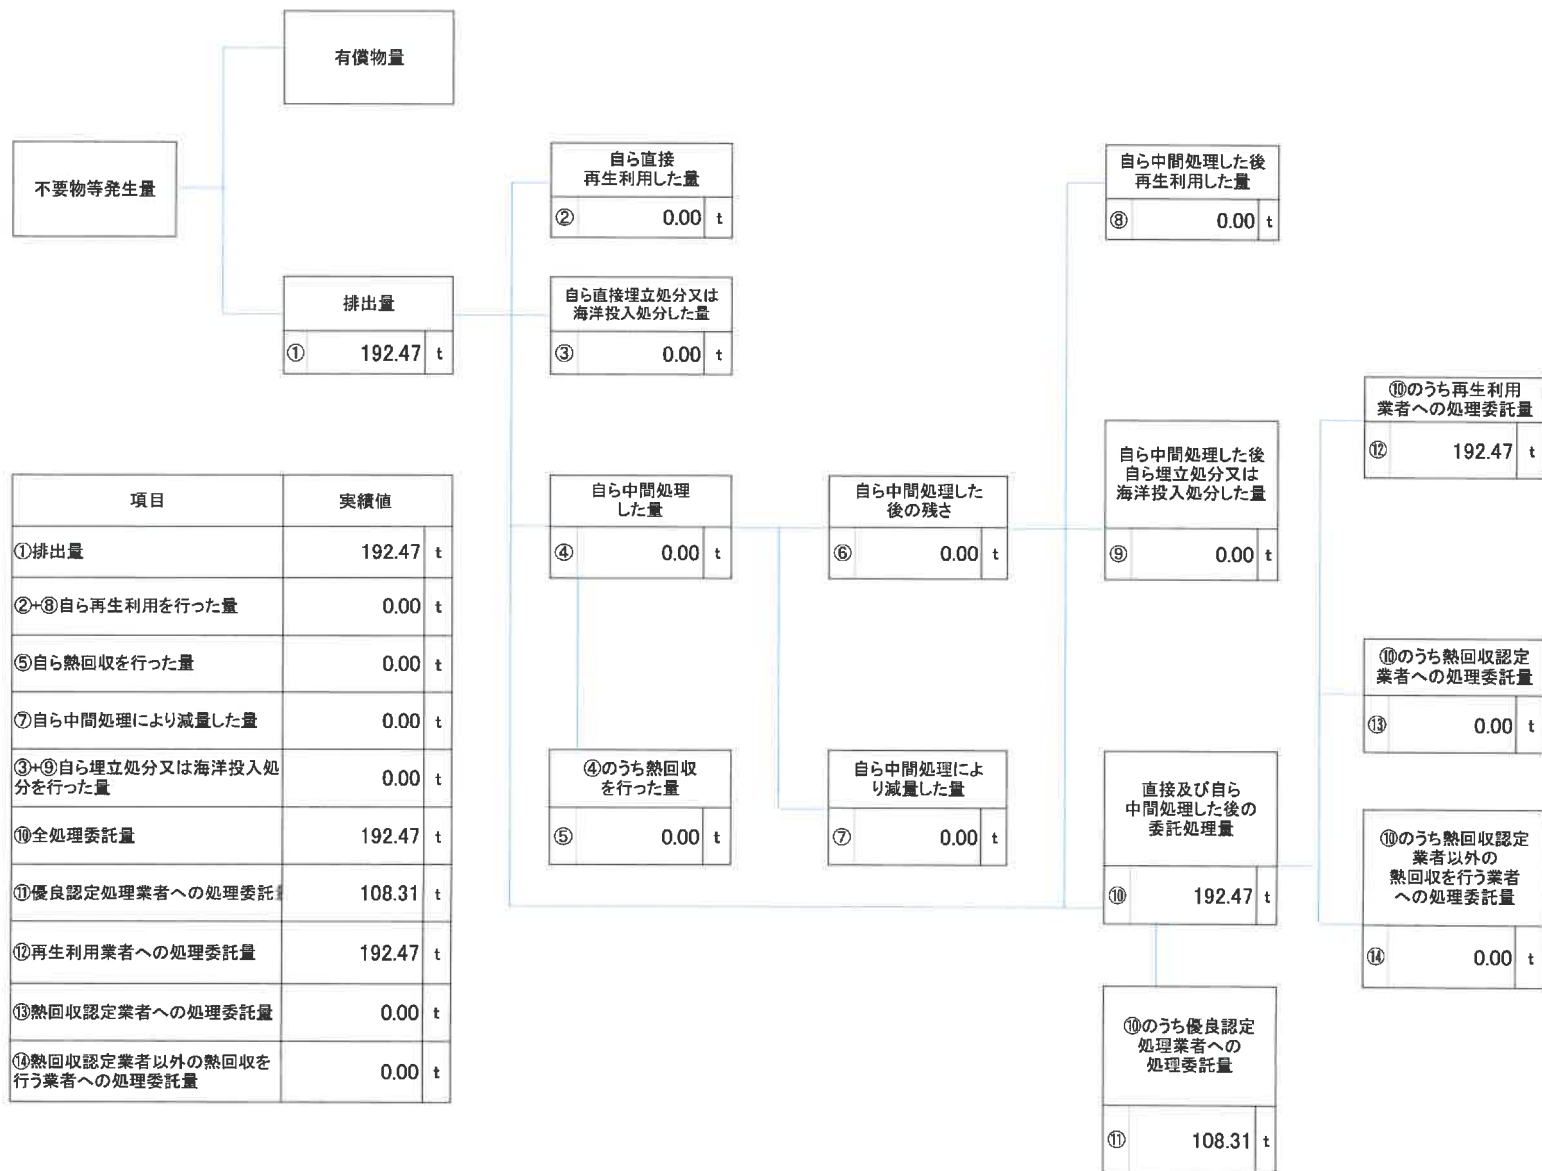 有償物量
不要物等発生量
排出量
① 192.47 t
自ら直接
再生利用した量
② 0.00 t
自ら直接埋立処分又は
海洋投入処分した量
③ 0.00 t
自ら中間処理
した量
④ 0.00 t
④のうち熱回収
を行った量
⑤ 0.00 t
自ら中間処理した
後の残さ
⑥ 0.00 t
自ら中間処理によ
り減量した量
⑦ 0.00 t
自ら中間処理した後
再生利用した量
⑧ 0.00 t
自ら中間処理した後
自ら埋立処分又は
海洋投入処分した量
⑨ 0.00 t
直接及び自ら
中間処理した後の
委託処理量
⑩ 192.47 t
⑩のうち優良認定
処理業者への
処理委託量
⑪ 108.31 t
⑩のうち再生利用
業者への処理委託量
⑫ 192.47 t
⑩のうち熱回収認定
業者への処理委託量
⑬ 0.00 t
⑩のうち熱回収認定
業者以外の
熱回収を行う業者
への処理委託量
⑭ 0.00 t
項目 実績値
①排出量 192.47 t
②+⑧自ら再生利用を行った量 0.00 t
⑤自ら熱回収を行った量 0.00 t
⑦自ら中間処理により減量した量 0.00 t
③+⑨自ら埋立処分又は海洋投入処
分を行った量 0.00 t
⑩全処理委託量 192.47 t
⑪優良認定処理業者への処理委託 108.31 t
⑫再生利用業者への処理委託量 192.47 t
⑬熱回収認定業者への処理委託量 0.00 t
⑭熱回収認定業者以外の熱回収を
行う業者への処理委託量 0.00 t